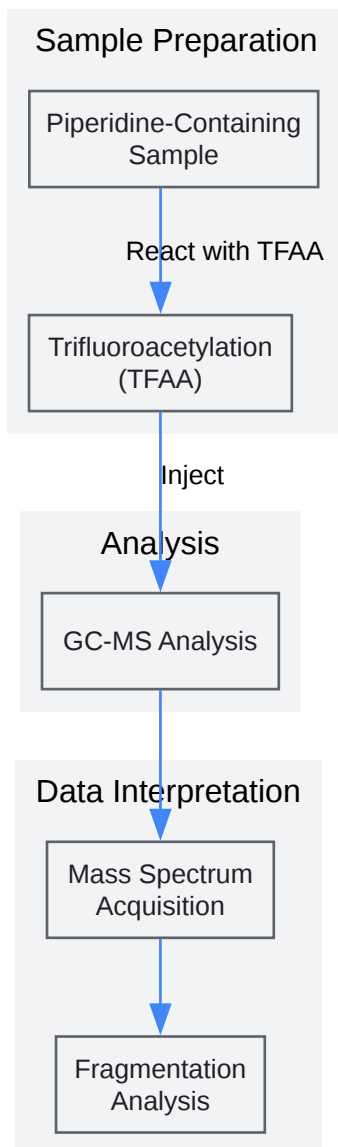 Sample Preparation
Piperidine-Containing
Sample
React with TFAA
Trifluoroacetylation
(TFAA)
Inject
Analysis
GC-MS Analysis
Data Interpretation
Mass Spectrum
Acquisition
Fragmentation
Analysis